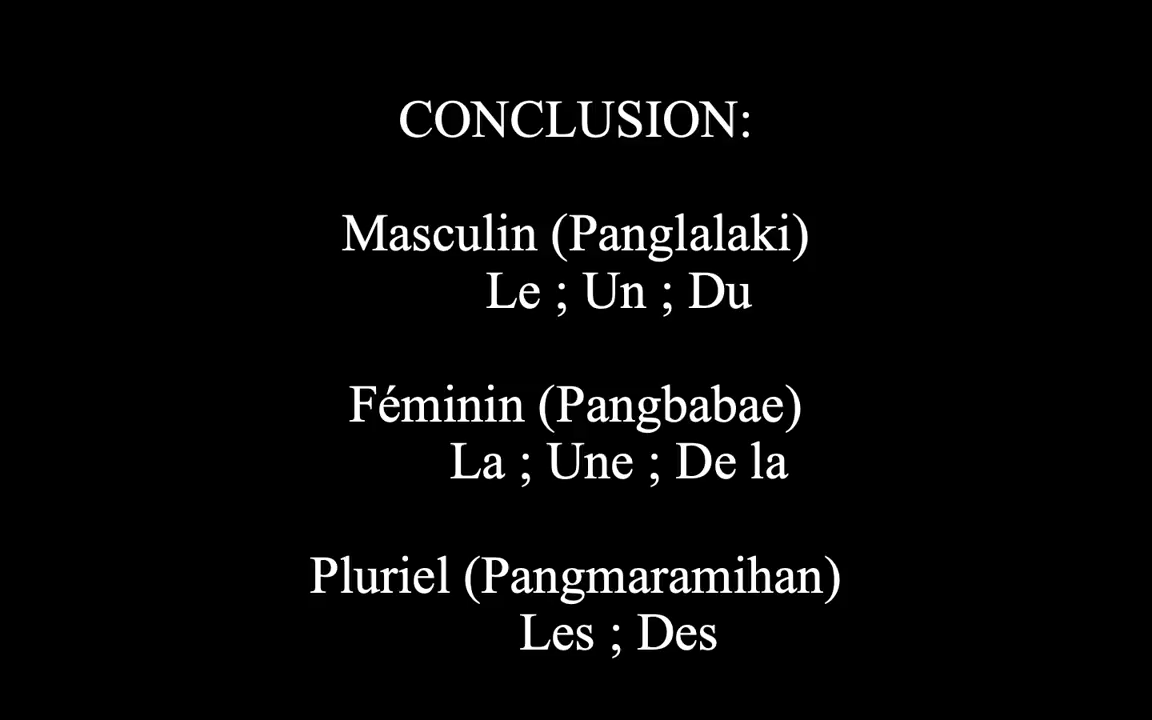 CONCLUSION:
Masculin (Panglalaki)
Le ; Un ; Du
Féminin (Pangbabae)
La ; Une ; De la
Pluriel (Pangmaramihan)
Les ; Des